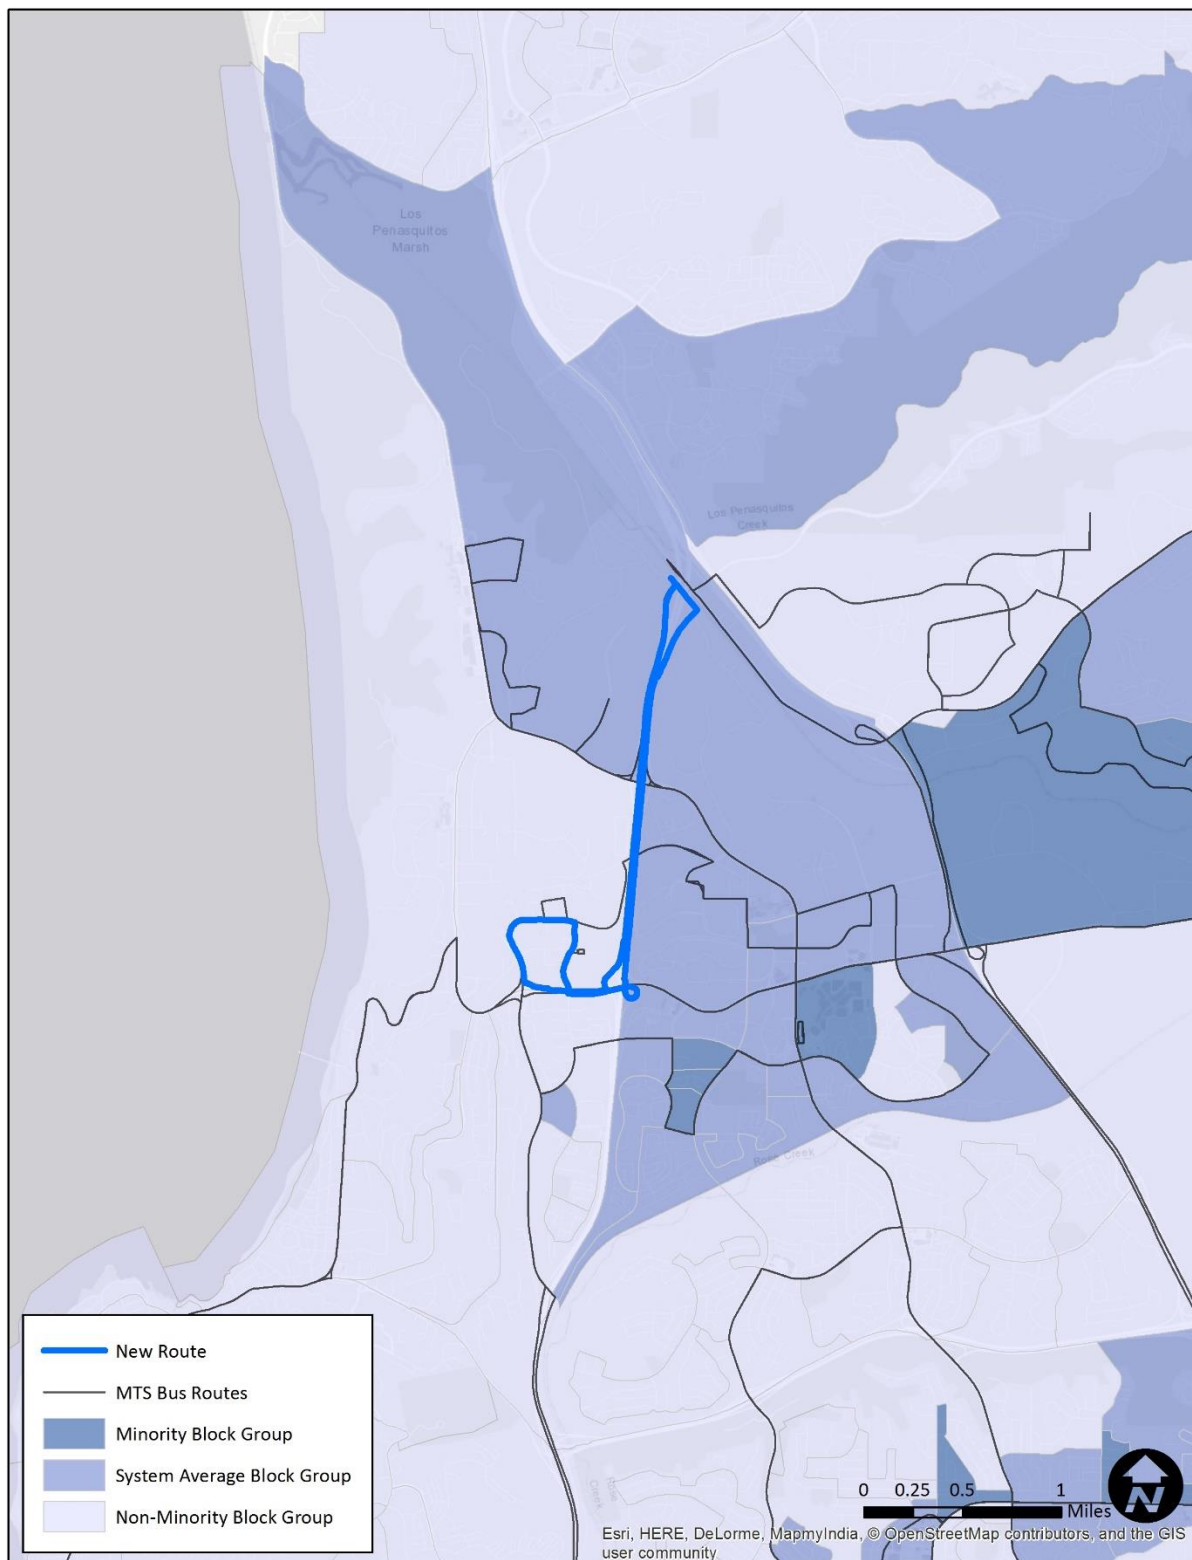 Los
Penasquitos
Marsh
Los Penasquitos
Creek
Rose Creek
Rose
Creek
New Route
MTS Bus Routes
Minority Block Group
System Average Block Group
Non-Minority Block Group
0 0.25 0.5 1
Miles
N
Esri, HERE, DeLorme, MapmyIndia, © OpenStreetMap contributors, and the GIS
user community